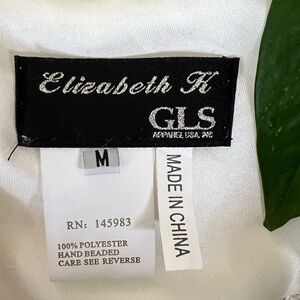 Elizabeth K
GLS
APPAREL USA, INC
M
MADE IN CHINA
RN: 145983
100% POLYESTER
HAND BEADED
CARE SEE REVERSE